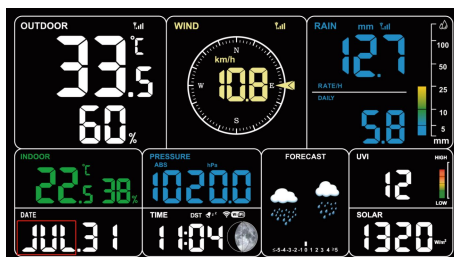 OUTDOOR
33.5 °C
60%
WIND
km/h
N
W
10.8
E
S
RAIN mm
12.7
RATE/H
DAILY
5.8
100
50
25
10
5
mm
INDOOR
22.5 °C 38%
PRESSURE
ABS hPa
1020.0
FORECAST
≤-5 -4 -3 -2 -1 0 1 2 3 4 ≥5
UVI
12
HIGH
LOW
DATE
JUL.31
TIME DST
11:04
SOLAR
1320 W/m²